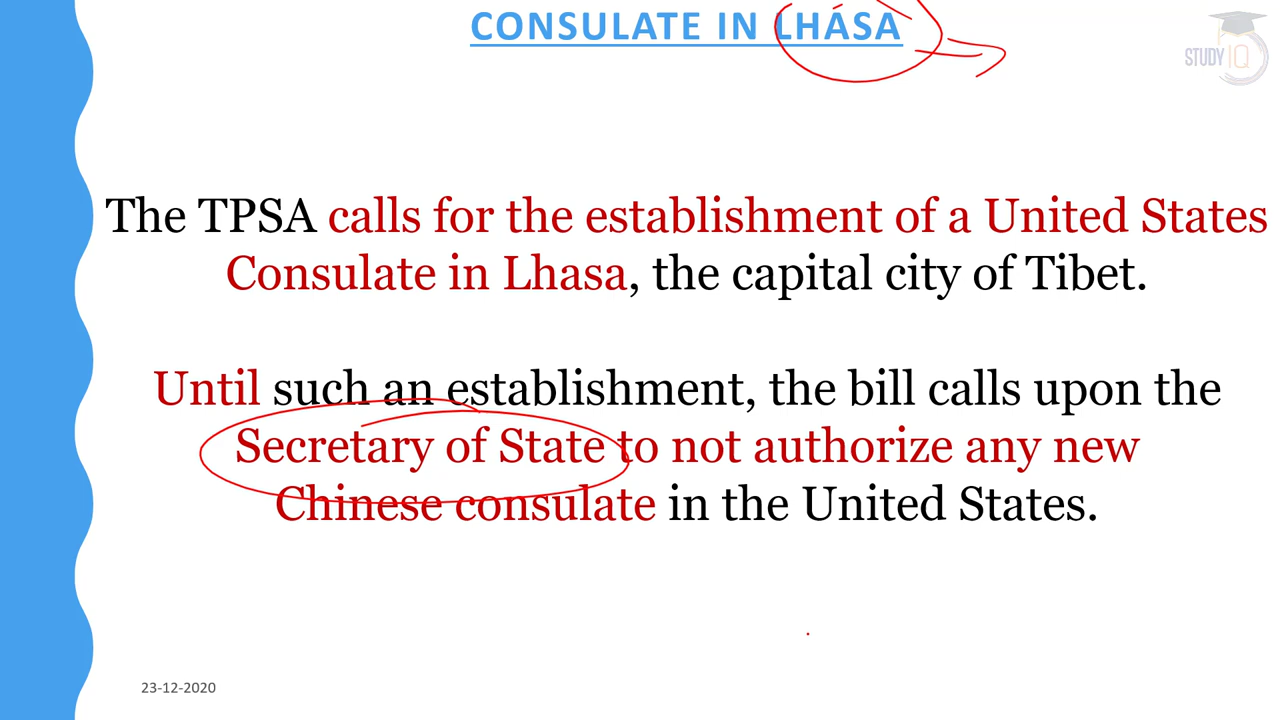 CONSULATE IN LHASA
STUDY IQ
The TPSA calls for the establishment of a United States
Consulate in Lhasa, the capital city of Tibet.
Until such an establishment, the bill calls upon the
Secretary of State to not authorize any new
Chinese consulate in the United States.
23-12-2020